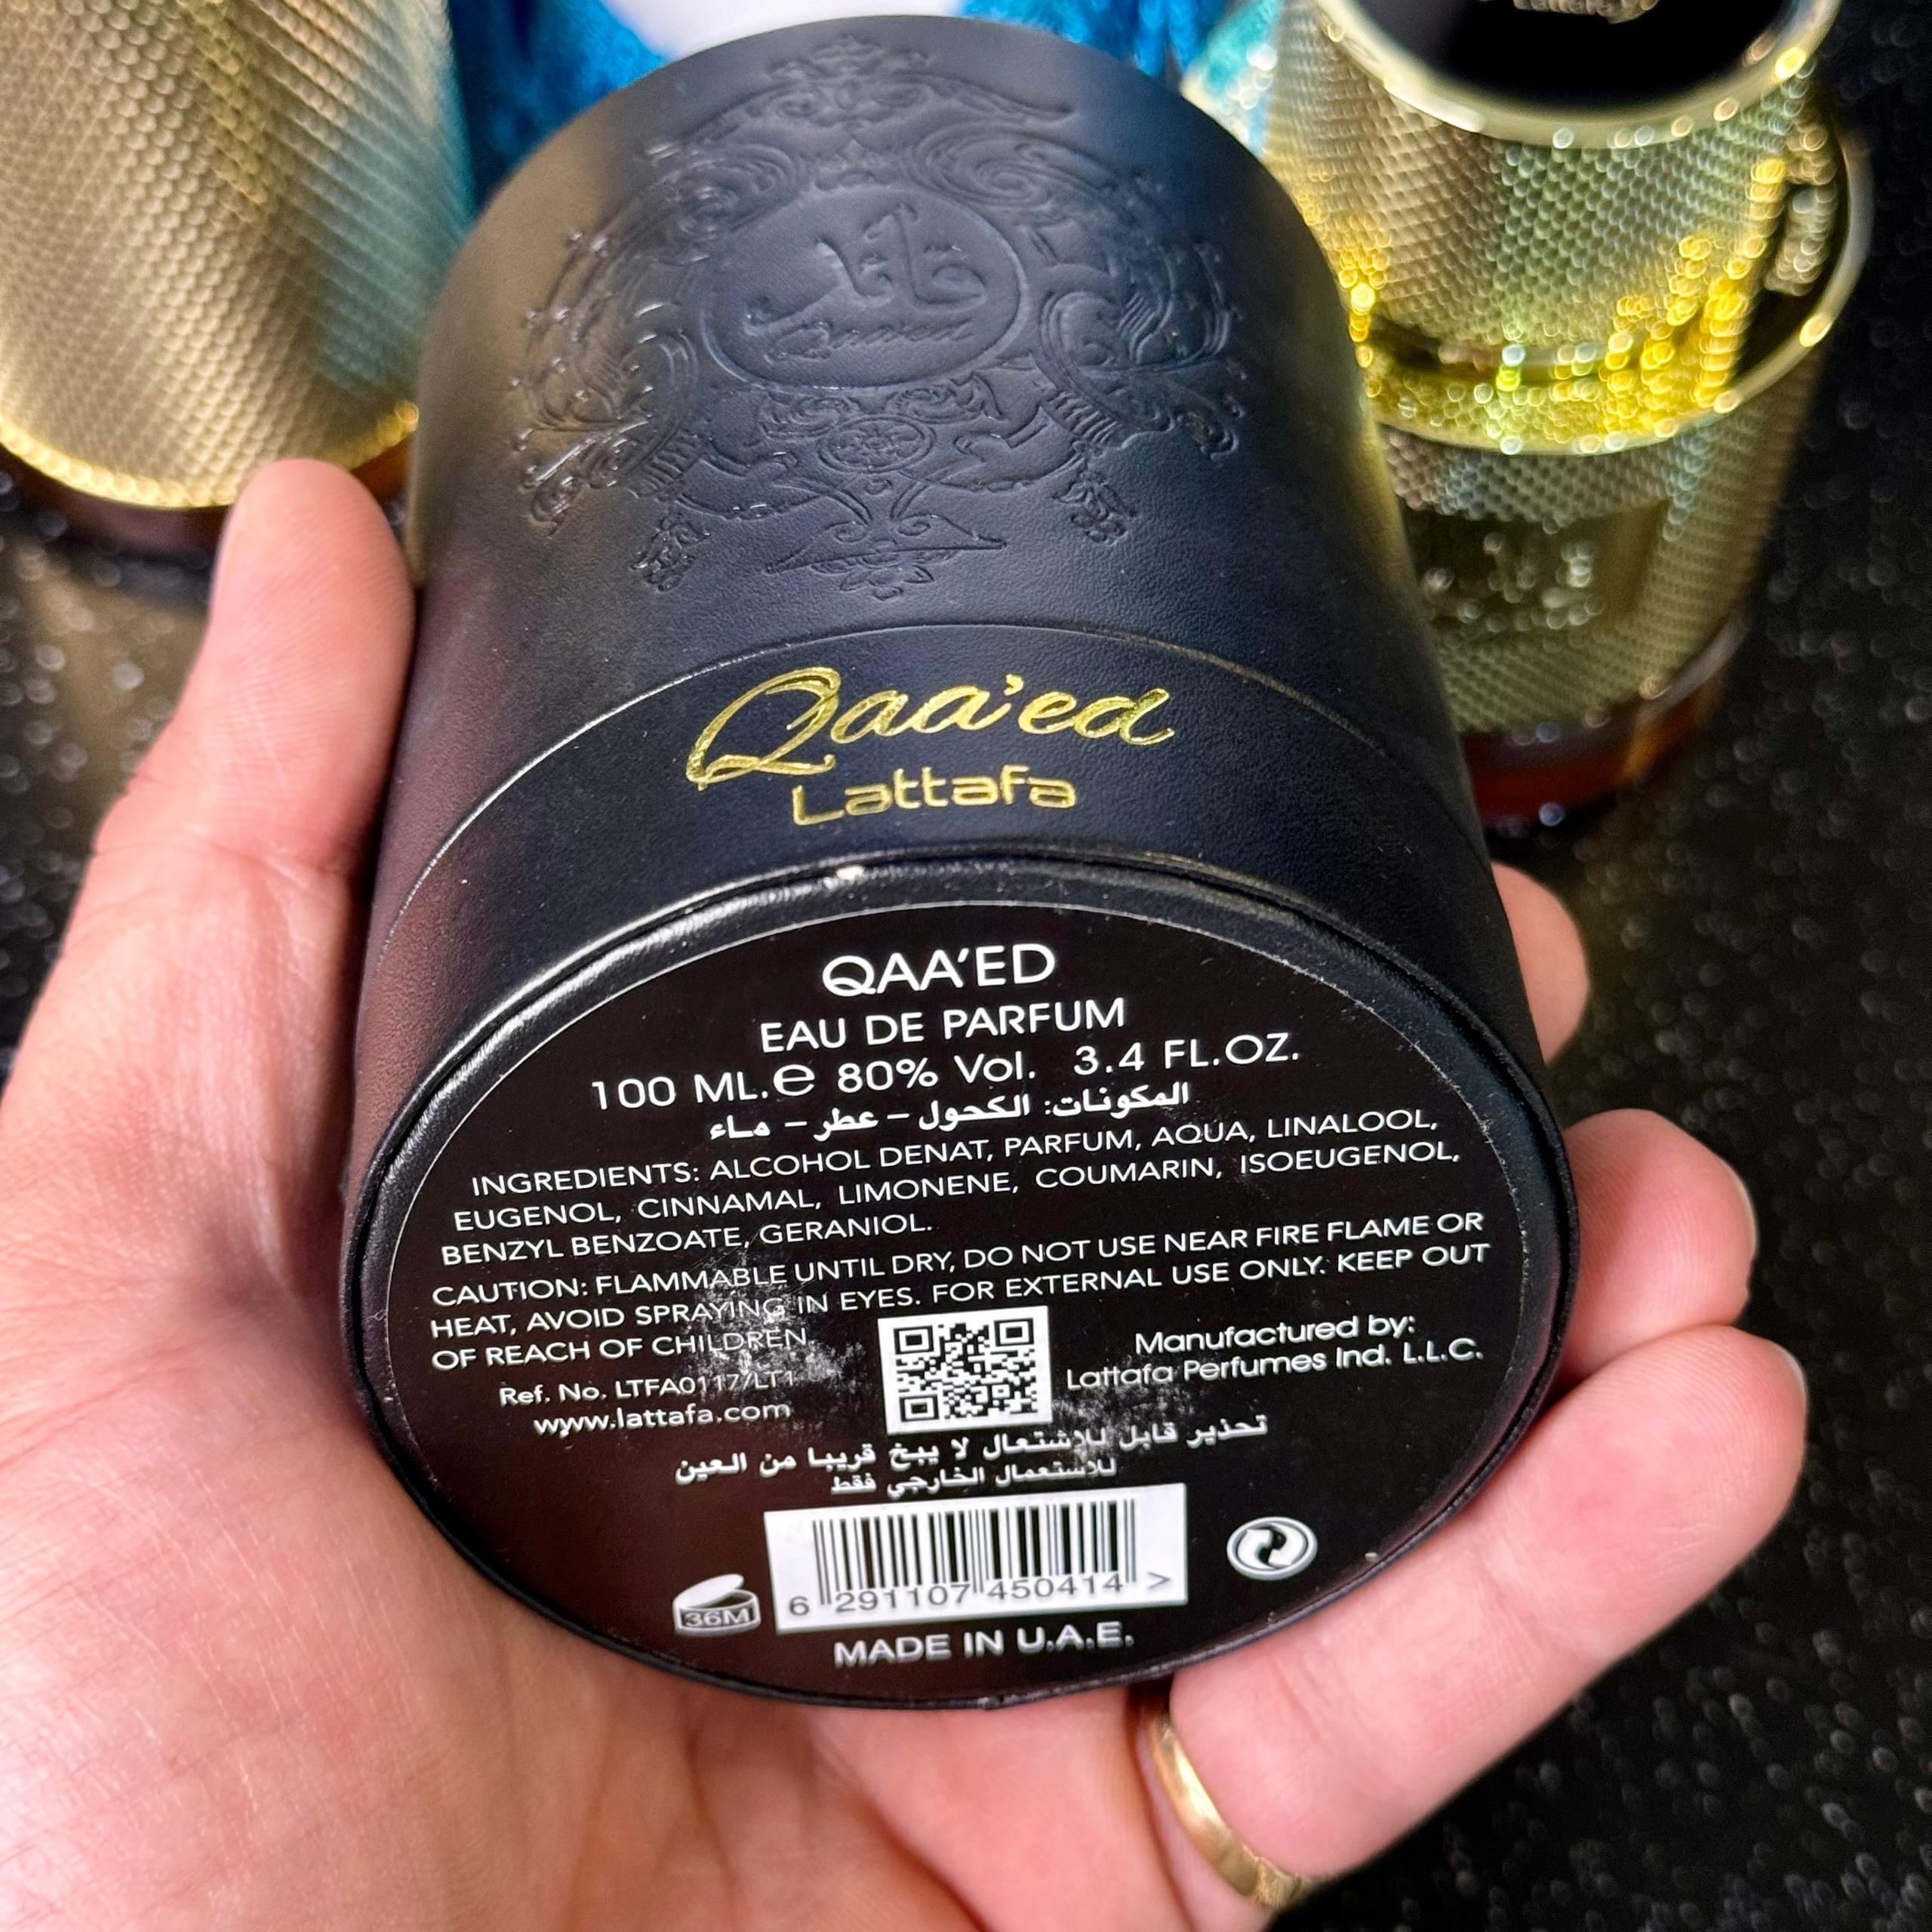 Lattafa
قائد
Qaa'ed
Qaa'ed
Lattafa
QAA'ED
EAU DE PARFUM
100 ML.e 80% Vol. 3.4 FL.OZ.
المكونات: الكحول – عطر – ماء
INGREDIENTS: ALCOHOL DENAT, PARFUM, AQUA, LINALOOL,
EUGENOL, CINNAMAL, LIMONENE, COUMARIN, ISOEUGENOL,
BENZYL BENZOATE, GERANIOL.
CAUTION: FLAMMABLE UNTIL DRY, DO NOT USE NEAR FIRE FLAME OR
HEAT, AVOID SPRAYING IN EYES. FOR EXTERNAL USE ONLY. KEEP OUT
OF REACH OF CHILDREN
Ref. No. LTFA0117/LT1
www.lattafa.com
Manufactured by:
Lattafa Perfumes Ind. L.L.C.
تحذير قابل للاشتعال لا يبخ قريبا من العين
للاستعمال الخارجي فقط
36M
6 291107 450414 >
MADE IN U.A.E.